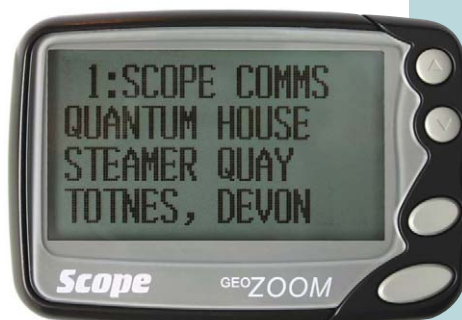 1:SCOPE COMMS
QUANTUM HOUSE
STEAMER QUAY
TOTNES, DEVON
Scope
GEOZOOM